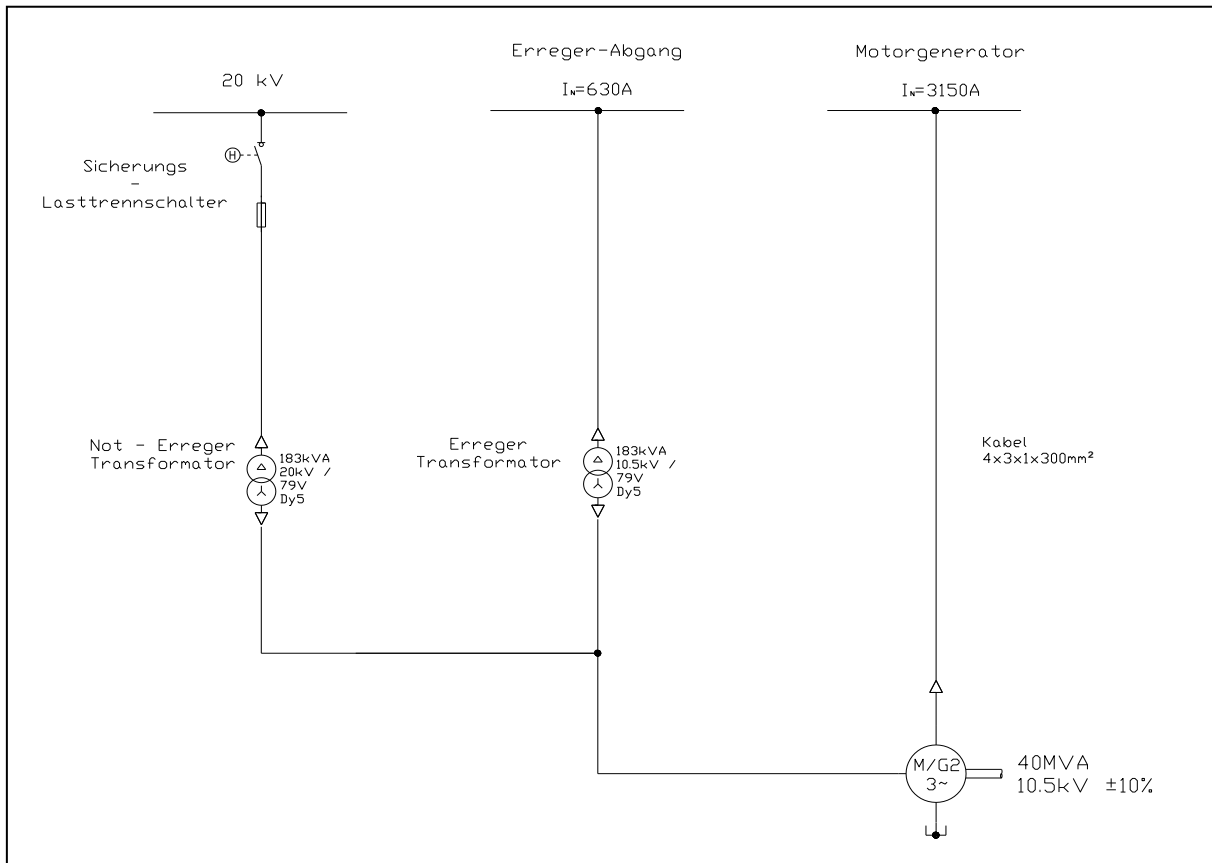 20 kV
Sicherungs
-
Lasttrennschalter
H
Not - Erreger
Transformator
183kVA
20kV /
79V
Dy5
Erreger-Abgang
IN=630A
Erreger
Transformator
183kVA
10.5kV /
79V
Dy5
Motorgenerator
IN=3150A
Kabel
4x3x1x300mm²
M/G2
3~
40MVA
10.5kV ±10%